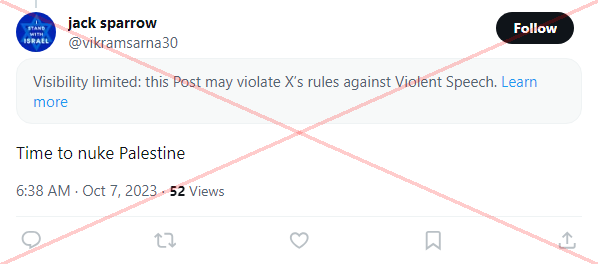 STAND
WITH
ISRAEL
jack sparrow
@vikramsarna30
Follow
Visibility limited: this Post may violate X's rules against Violent Speech. Learn
more
Time to nuke Palestine
6:38 AM · Oct 7, 2023 · 52 Views